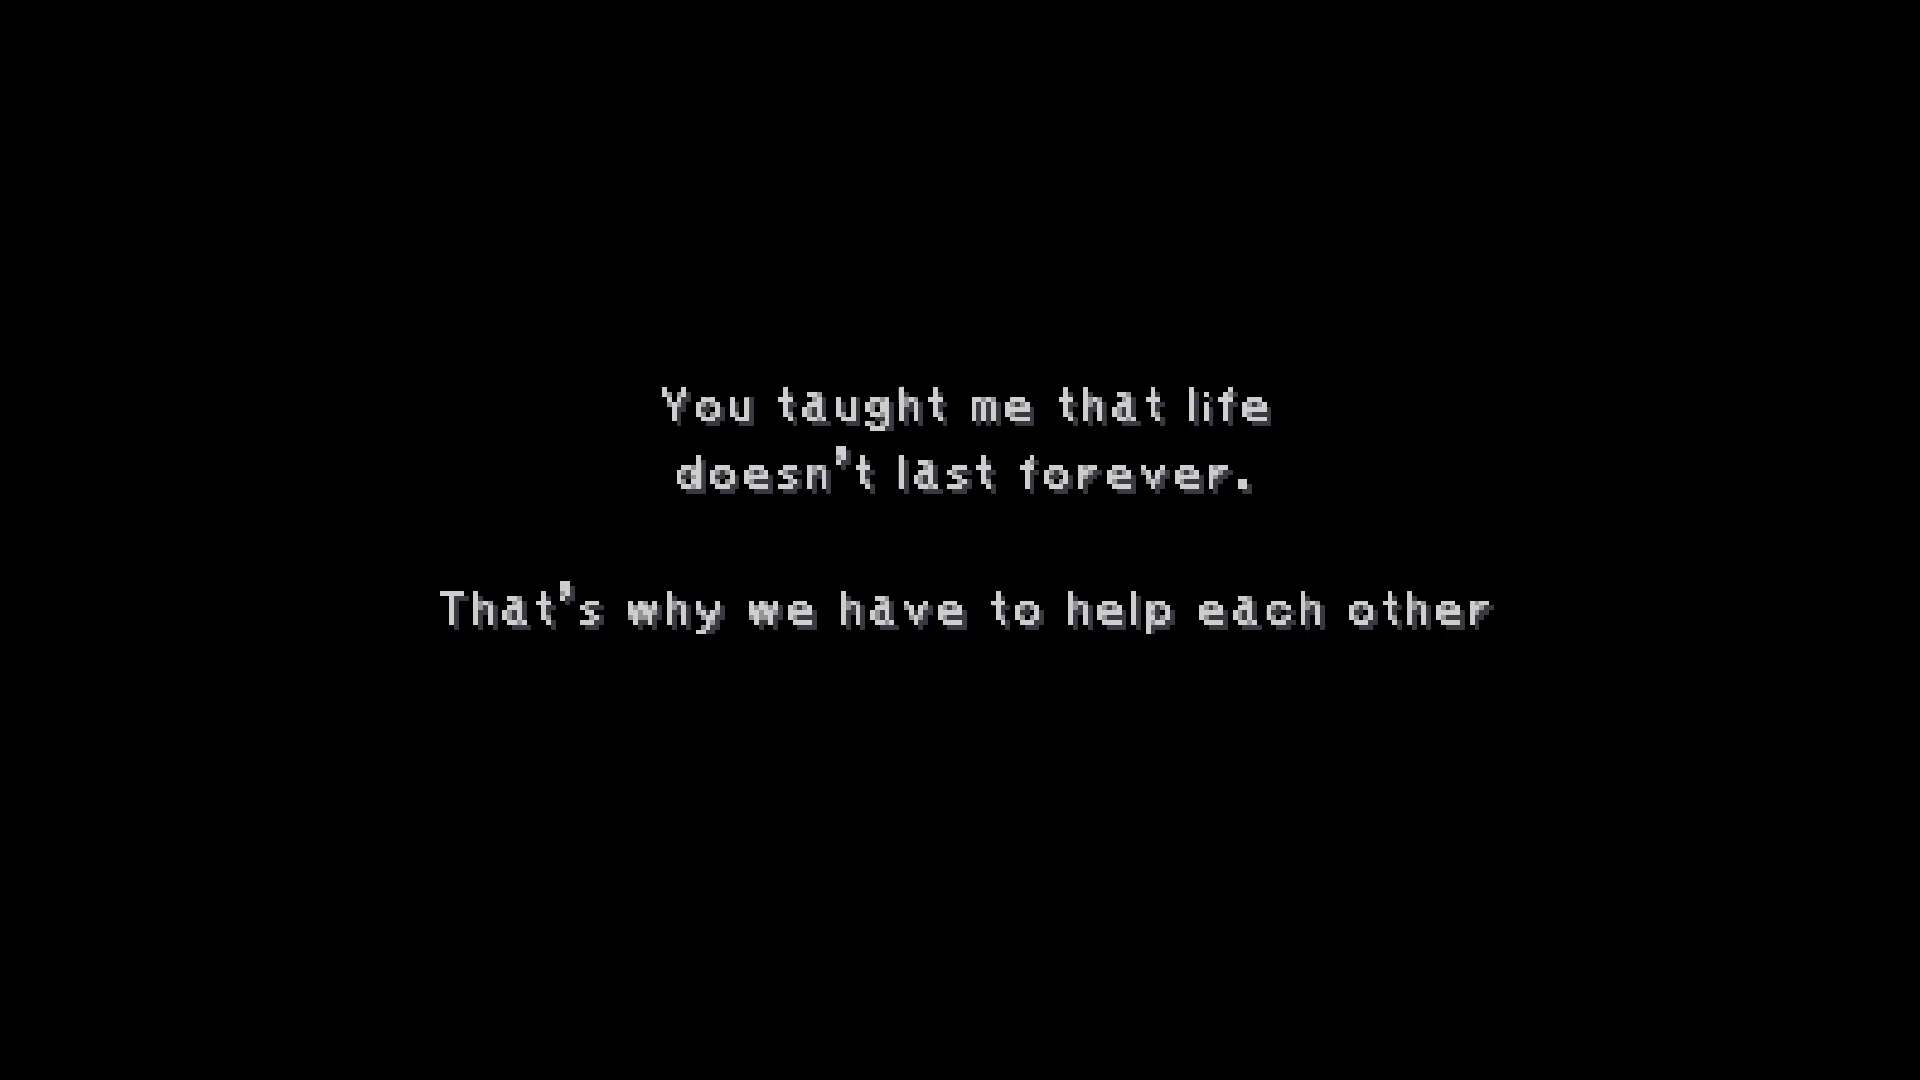 You taught me that life
doesn't last forever.
That's why we have to help each other